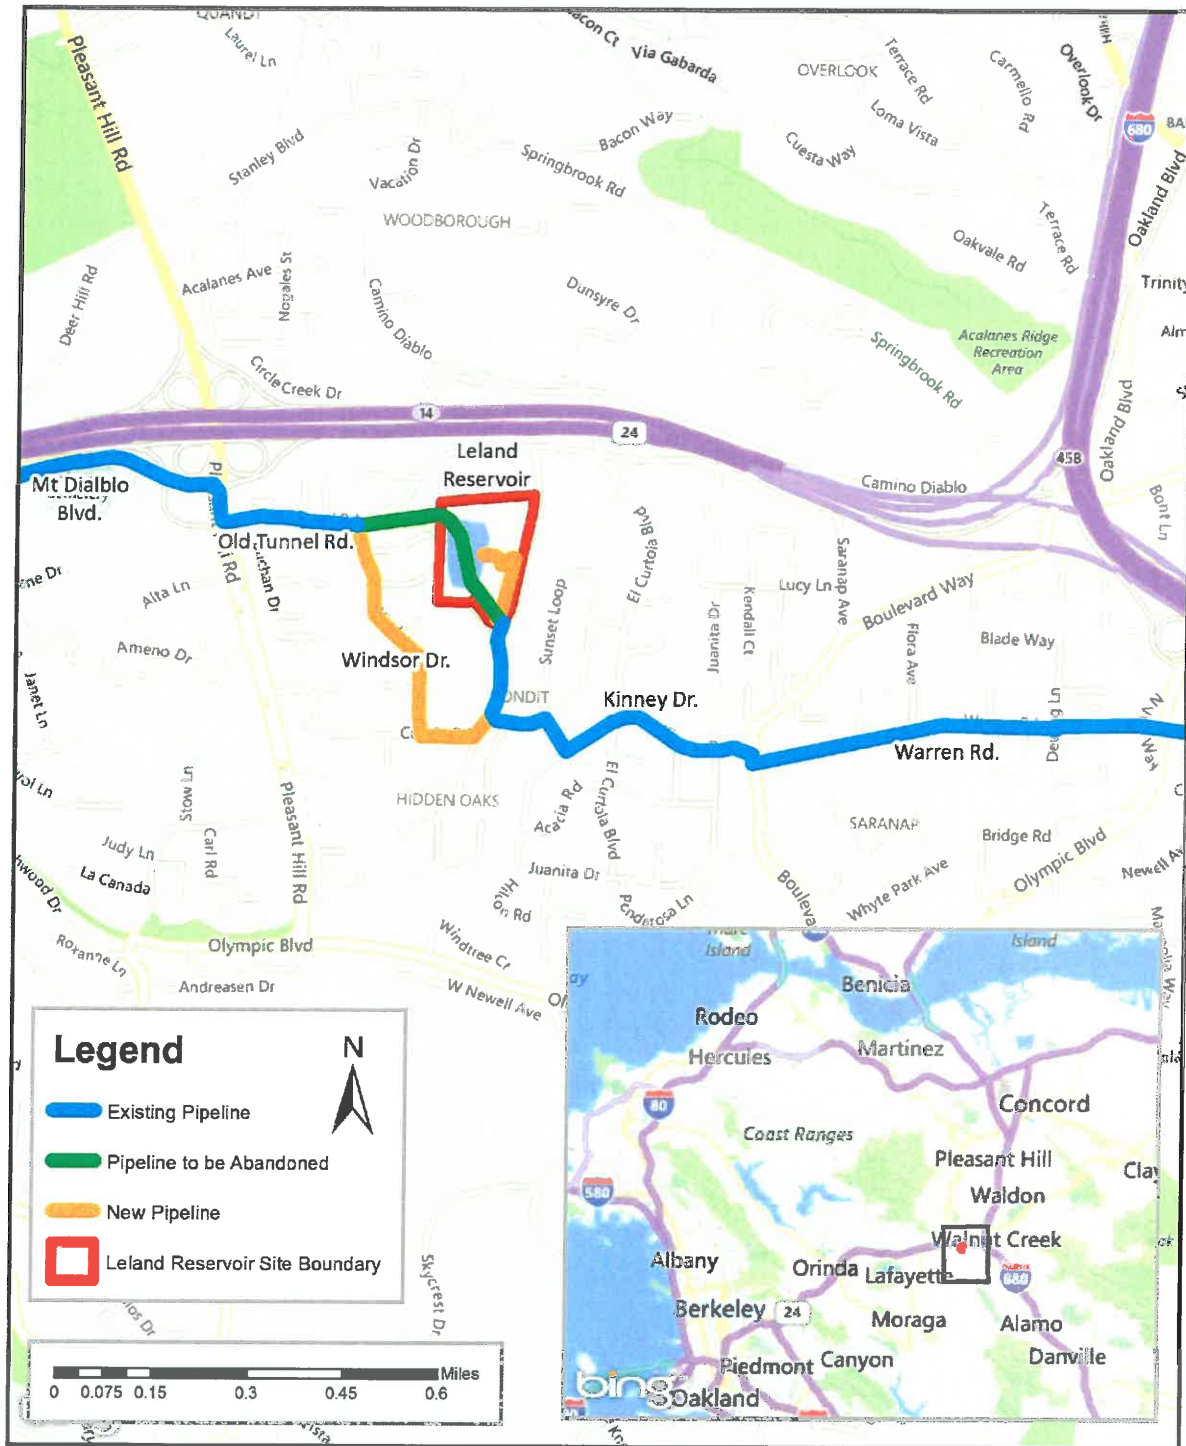 QUANDT
Laurel Ln
Bacon Ct
Via Gabarda
OVERLOOK
Terrace Rd
Carmello Rd
Overlook Dr
Pleasant Hill Rd
Stanley Blvd
Vacation Dr
Bacon Way
Springbrook Rd
Loma Vista
Cuesta Way
680
Oakland Blvd
WOODBOROUGH
Deer Hill Rd
Acalanes Ave
Nogales St
Camino Diablo
Dunsyre Dr
Oakvale Rd
Terrace Rd
Trinity
Acalanes Ridge
Recreation
Area
Circle Creek Dr
Springbrook Rd
14
24
Oakland Blvd
45B
Leland
Reservoir
Mt Dialblo
Blvd.
Camino Diablo
Bont Ln
Old Tunnel Rd.
El Curtola Blvd
Alta Ln
Sunset Loop
Lucy Ln
Saranap Ave
Boulevard Way
Juanita Dr
Kendall Ct
Flora Ave
Blade Way
Ameno Dr
Windsor Dr.
Janet Ln
Kinney Dr.
Warren Rd.
HIDDEN OAKS
Stow Ln
Carl Rd
Pleasant Hill Rd
Acacia Rd
El Curtola Blvd
SARANAP
Bridge Rd
Judy Ln
La Canada
Juanita Dr
Olympic Blvd
Newell Av
Whyte Park Ave
Ponderosa Ln
Olympic Blvd
Roxanne Ln
Windtree Ct
W Newell Ave
Andreasen Dr
Legend
N
Existing Pipeline
Pipeline to be Abandoned
New Pipeline
Leland Reservoir Site Boundary
Skycrest Dr
Miles
0 0.075 0.15 0.3 0.45 0.6
Island
Island
Benicia
Rodeo
Hercules
Martinez
80
Concord
Coast Ranges
Pleasant Hill
Clay
Waldon
580
Walnut Creek
Albany
Orinda
Lafayette
680
Berkeley
24
Moraga
Alamo
Piedmont
Canyon
Danville
bing
Oakland